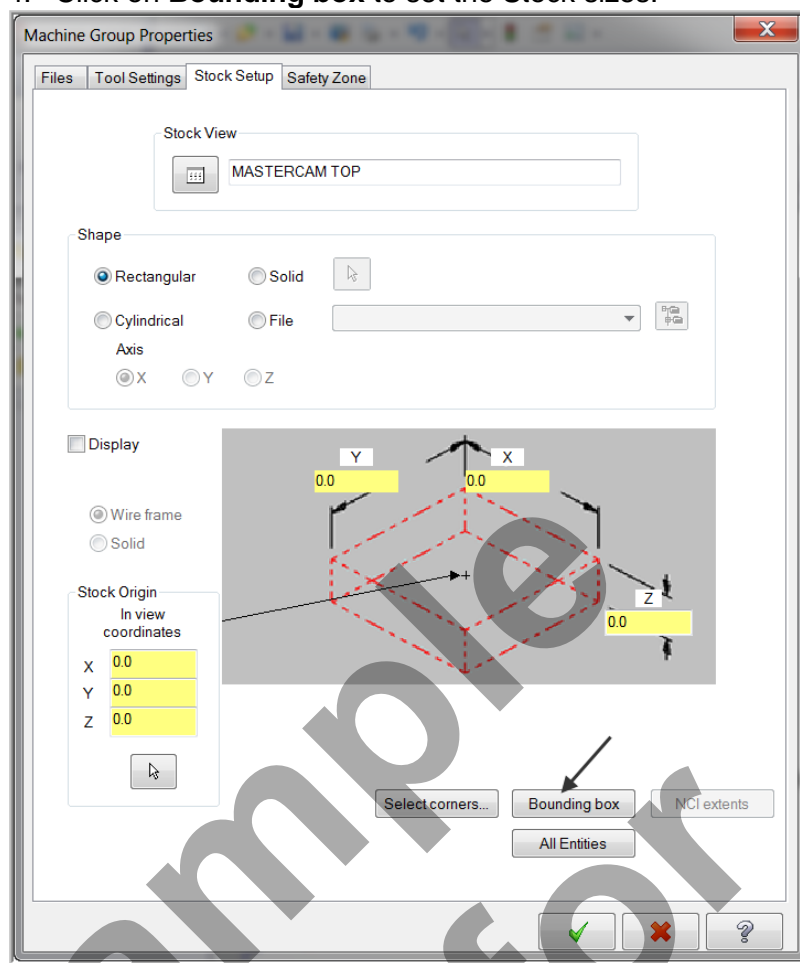 Click on Bounding box to set the Stock sizes.
Machine Group Properties
Files Tool Settings Stock Setup Safety Zone
Stock View
MASTERCAM TOP
Shape
Rectangular Solid
Cylindrical File
Axis
X Y Z
Display
Y X
0.0 0.0
Wire frame
Solid
Stock Origin
In view
coordinates
Z
0.0
X 0.0
Y 0.0
Z 0.0
Select corners... Bounding box NCI extents
All Entities
ample
for